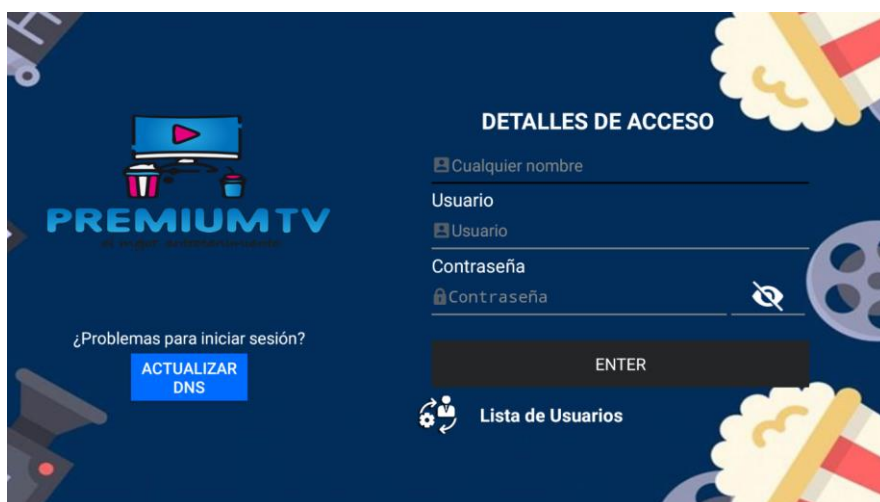 PREMIUMTV
¿Problemas para iniciar sesión?
ACTUALIZAR
DNS
DETALLES DE ACCESO
Cualquier nombre
Usuario
Usuario
Contraseña
Contraseña
ENTER
Lista de Usuarios